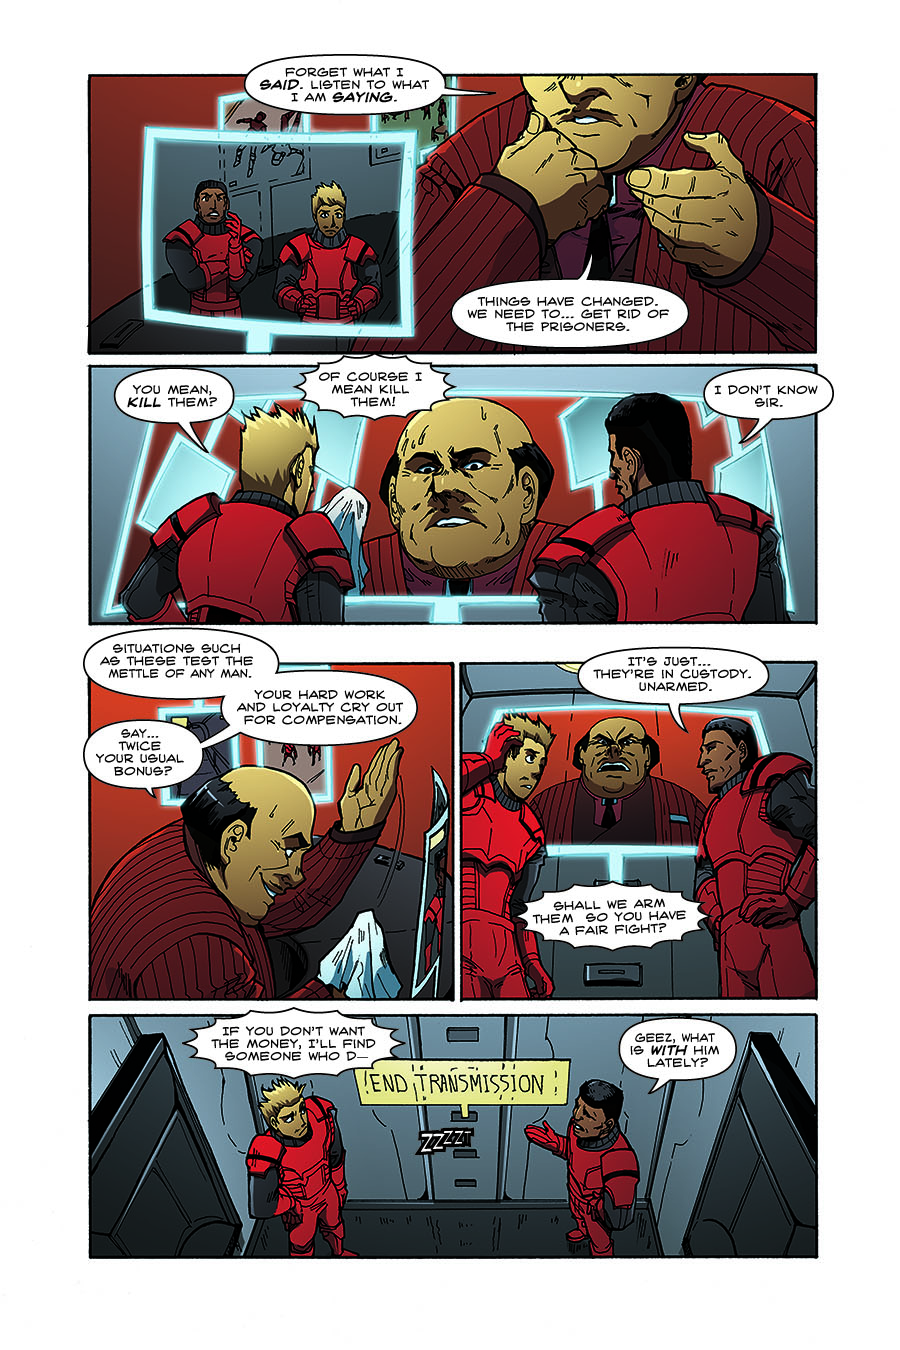 FORGET WHAT I
SAID. LISTEN TO WHAT
I AM SAYING.
THINGS HAVE CHANGED.
WE NEED TO... GET RID OF
THE PRISONERS.
YOU MEAN,
KILL THEM?
OF COURSE I
MEAN KILL
THEM!
I DON'T KNOW
SIR.
SITUATIONS SUCH
AS THESE TEST THE
METTLE OF ANY MAN.
YOUR HARD WORK
AND LOYALTY CRY OUT
FOR COMPENSATION.
SAY...
TWICE
YOUR USUAL
BONUS?
IT'S JUST...
THEY'RE IN CUSTODY.
UNARMED.
SHALL WE ARM
THEM SO YOU HAVE
A FAIR FIGHT?
IF YOU DON'T WANT
THE MONEY, I'LL FIND
SOMEONE WHO D—
END TRANSMISSION
ZZZZT
GEEZ, WHAT
IS WITH HIM
LATELY?